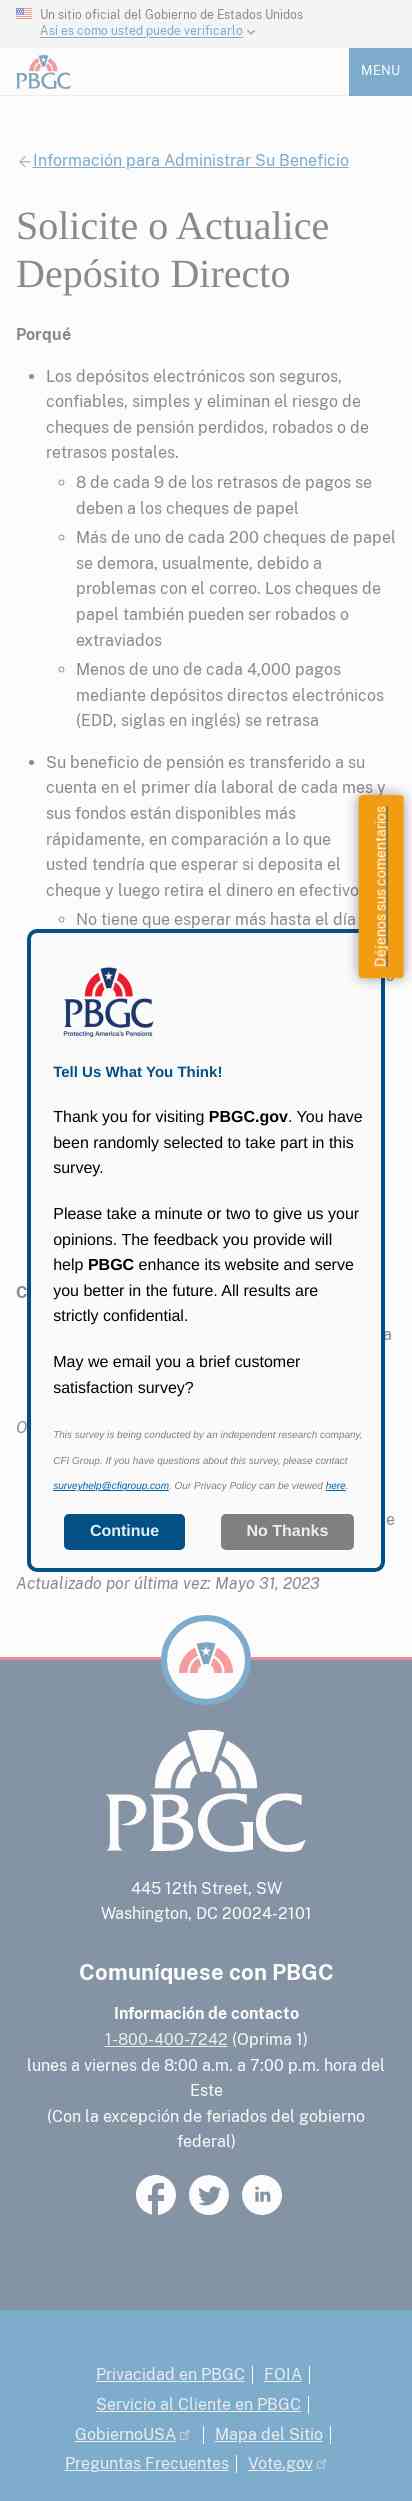 Un sitio oficial del Gobierno de Estados Unidos
Así es como usted puede verificarlo
PBGC
MENU
Información para Administrar Su Beneficio
Solicite o Actualice
Depósito Directo
Porqué
• Los depósitos electrónicos son seguros,
confiables, simples y eliminan el riesgo de
cheques de pensión perdidos, robados o de
retrasos postales.
◦ 8 de cada 9 de los retrasos de pagos se
deben a los cheques de papel
◦ Más de uno de cada 200 cheques de papel
se demora, usualmente, debido a
problemas con el correo. Los cheques de
papel también pueden ser robados o
extraviados
◦ Menos de uno de cada 4,000 pagos
mediante depósitos directos electrónicos
(EDD, siglas en inglés) se retrasa
• Su beneficio de pensión es transferido a su
cuenta en el primer día laboral de cada mes y
sus fondos están disponibles más
rápidamente, en comparación a lo que
usted tendría que esperar si deposita el
cheque y luego retira el dinero en efectivo
◦ No tiene que esperar más hasta el día
Déjenos sus comentarios
PBGC
Protecting America's Pensions
Tell Us What You Think!
Thank you for visiting PBGC.gov. You have
been randomly selected to take part in this
survey.
Please take a minute or two to give us your
opinions. The feedback you provide will
help PBGC enhance its website and serve
you better in the future. All results are
strictly confidential.
May we email you a brief customer
satisfaction survey?
This survey is being conducted by an independent research company,
CFI Group. If you have questions about this survey, please contact
surveyhelp@cfigroup.com. Our Privacy Policy can be viewed here.
Continue
No Thanks
C
a
O
e
Actualizado por última vez: Mayo 31, 2023
PBGC
445 12th Street, SW
Washington, DC 20024-2101
Comuníquese con PBGC
Información de contacto
1-800-400-7242 (Oprima 1)
lunes a viernes de 8:00 a.m. a 7:00 p.m. hora del
Este
(Con la excepción de feriados del gobierno
federal)
Privacidad en PBGC | FOIA |
Servicio al Cliente en PBGC |
GobiernoUSA | Mapa del Sitio |
Preguntas Frecuentes | Vote.gov